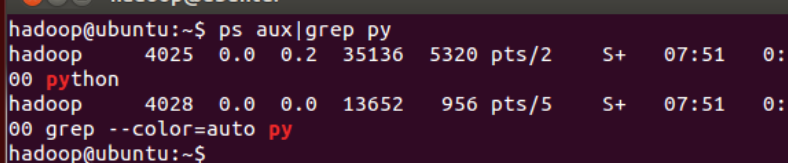 hadoop@ubuntu:~$ ps aux|grep py
hadoop     4025  0.0  0.2  35136  5320 pts/2    S+   07:51   0:
00 python
hadoop     4028  0.0  0.0  13652   956 pts/5    S+   07:51   0:
00 grep --color=auto py
hadoop@ubuntu:~$